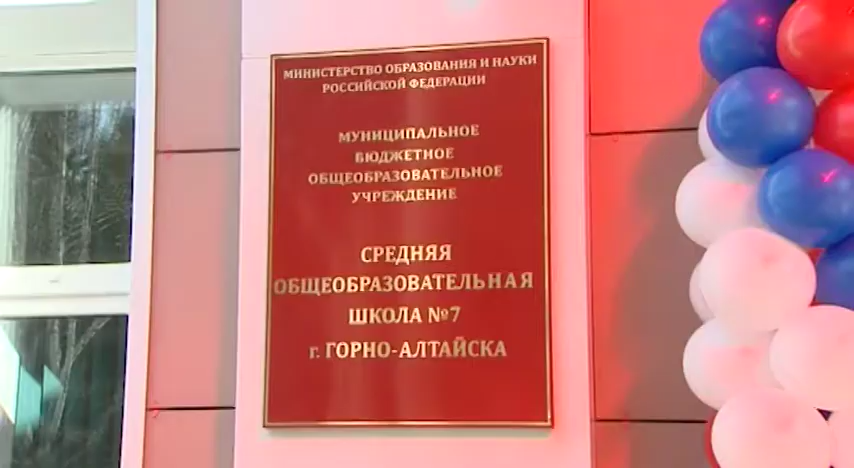 МИНИСТЕРСТВО ОБРАЗОВАНИЯ И НАУКИ
РОССИЙСКОЙ ФЕДЕРАЦИИ
МУНИЦИПАЛЬНОЕ
БЮДЖЕТНОЕ
ОБЩЕОБРАЗОВАТЕЛЬНОЕ
УЧРЕЖДЕНИЕ
СРЕДНЯЯ
ОБЩЕОБРАЗОВАТЕЛЬНАЯ
ШКОЛА №7
г. ГОРНО-АЛТАЙСКА